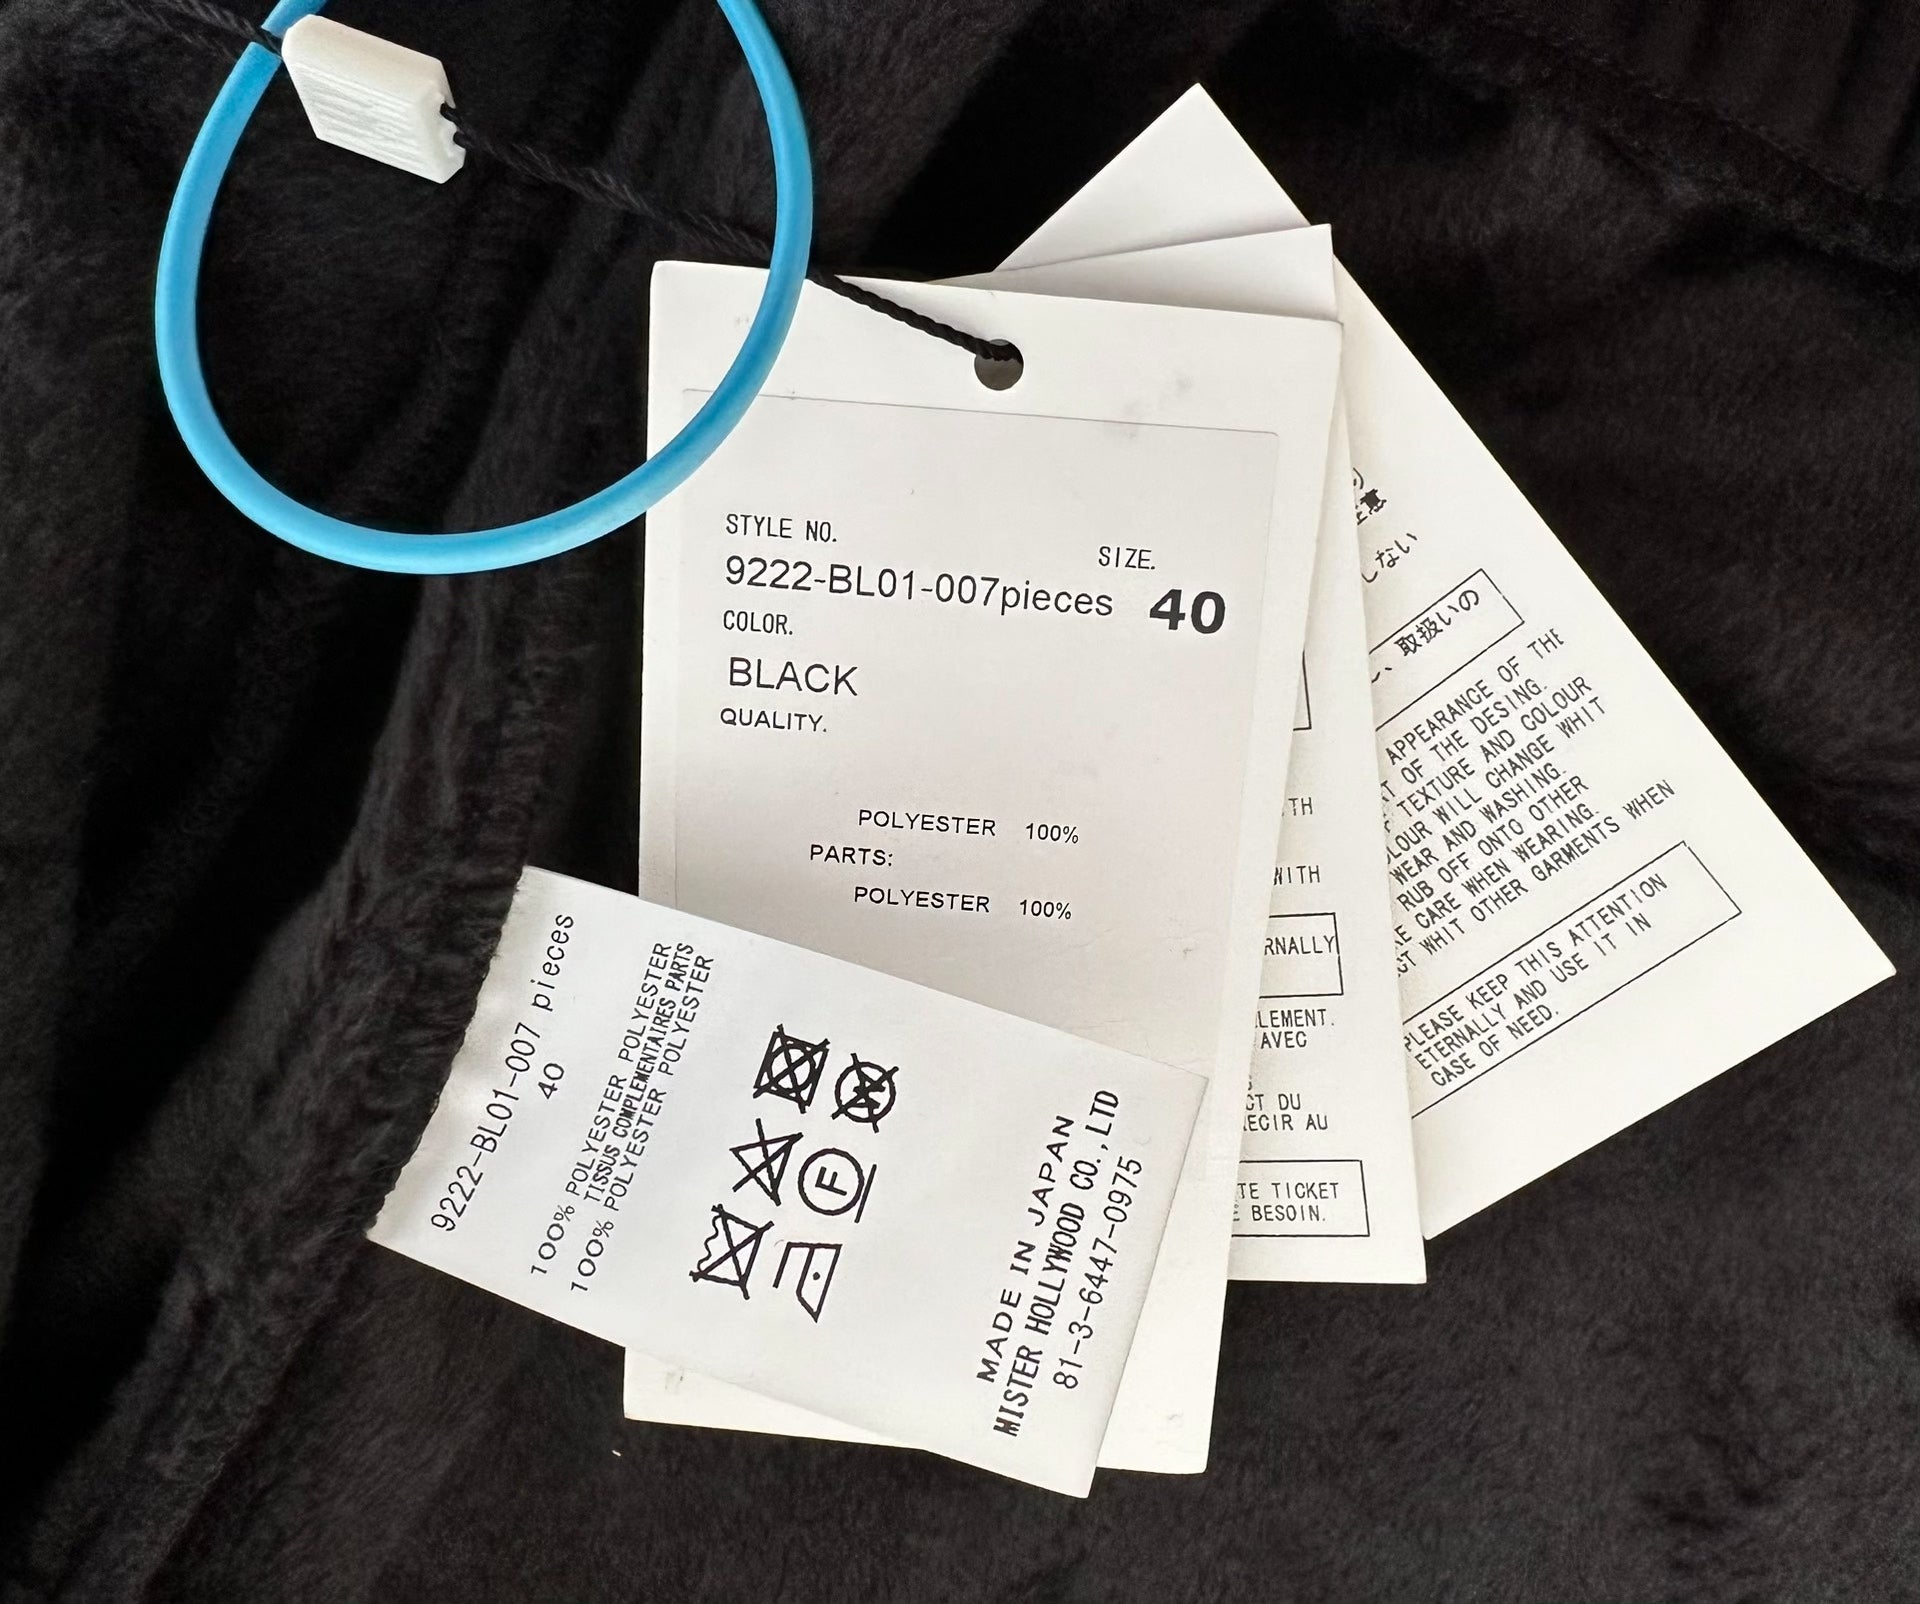 STYLE NO.
SIZE.
9222-BL01-007pieces 40
COLOR.
BLACK
QUALITY.
POLYESTER 100%
PARTS:
POLYESTER 100%
9222-BL01-007 pieces
40
100% POLYESTER POLYESTER
TISSUS COMPLEMENTAIRES PARTS
100% POLYESTER POLYESTER
W
F
MADE IN JAPAN
MISTER HOLLYWOOD CO.,LTD
81-3-6447-0975
TH
WITH
LEMENT.
AVEC
CT DU
AU
TICKET
BESOIN.
しない
取扱いの
APPEARANCE OF THE
OF THE DESING.
TEXTURE AND COLOUR
WILL CHANGE WHIT
WEAR AND WASHING.
RUB OFF ONTO OTHER
CARE WHEN WEARING.
WHIT OTHER GARMENTS WHEN
PLEASE KEEP THIS ATTENTION
ETERNALLY AND USE IT IN
CASE OF NEED.